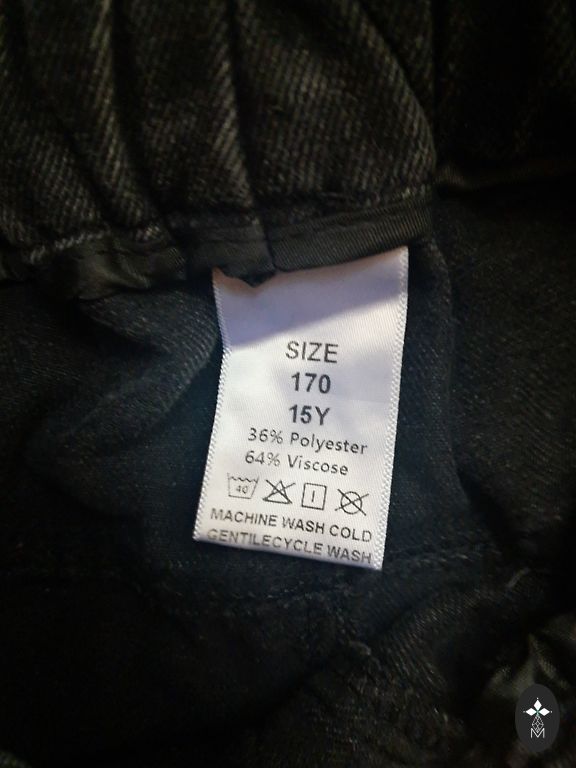 SIZE
170
15Y
36% Polyester
64% Viscose
40
MACHINE WASH COLD
GENTILECYCLE WASH
M